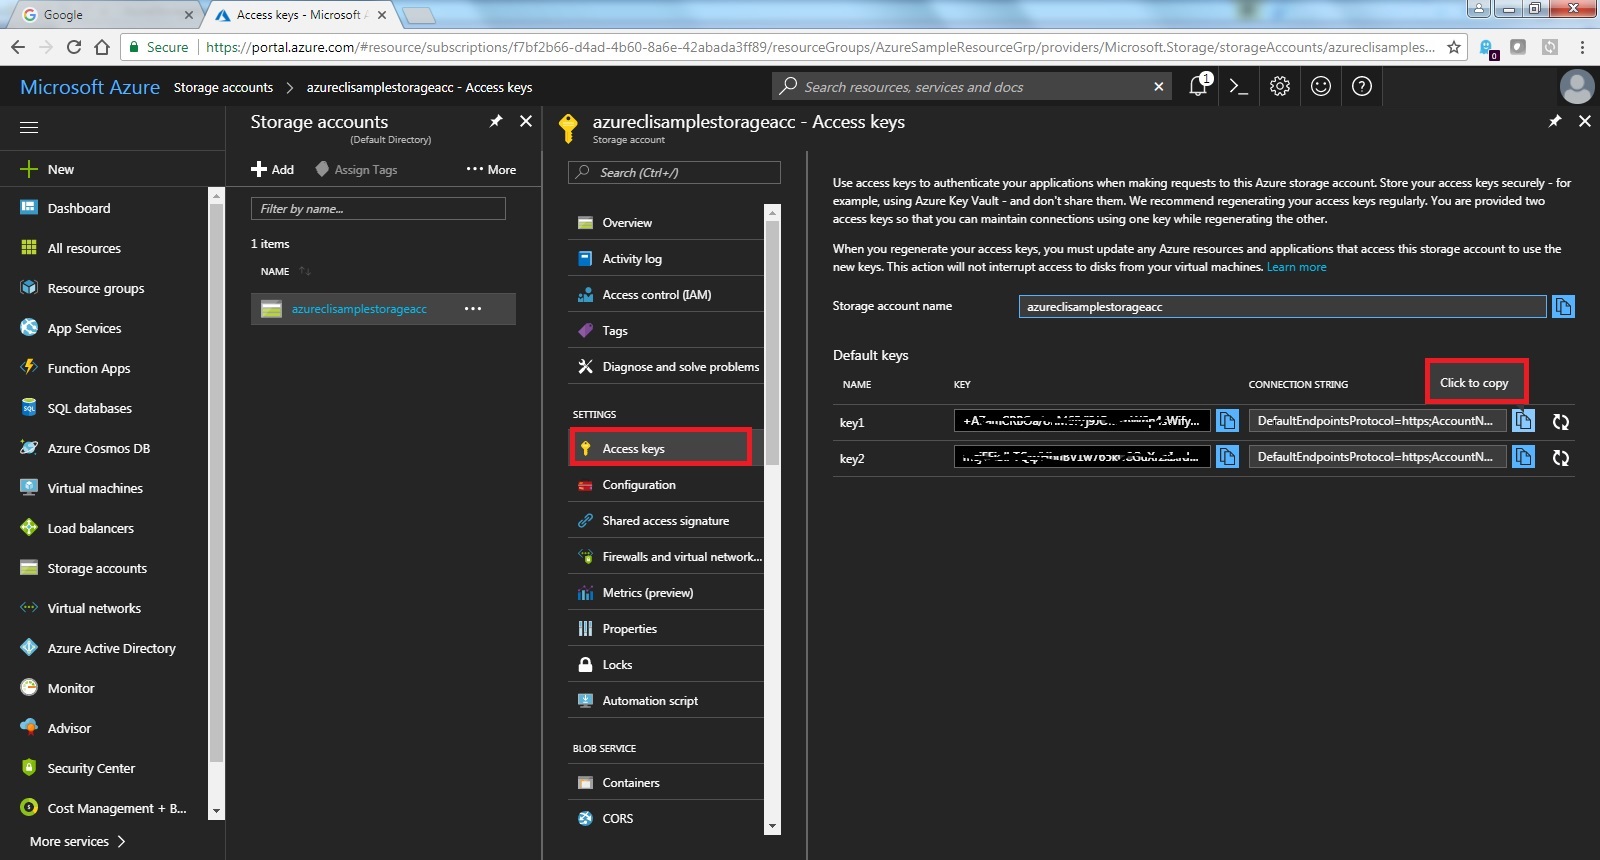 Google
Access keys - Microsoft A
Secure
https://portal.azure.com/#resource/subscriptions/f7bf2b66-d4ad-4b60-8a6e-42abada3ff89/resourceGroups/AzureSampleResourceGrp/providers/Microsoft.Storage/storageAccounts/azureclisamples...
0
Microsoft Azure
Storage accounts > azureclisamplestorageacc - Access keys
Search resources, services and docs
1
New
Dashboard
All resources
Resource groups
App Services
Function Apps
SQL databases
Azure Cosmos DB
Virtual machines
Load balancers
Storage accounts
Virtual networks
Azure Active Directory
Monitor
Advisor
Security Center
Cost Management + B...
More services >
Storage accounts
(Default Directory)
Add
Assign Tags
More
Filter by name...
1 items
NAME
azureclisamplestorageacc
azureclisamplestorageacc - Access keys
Storage account
Search (Ctrl+/)
Overview
Activity log
Access control (IAM)
Tags
Diagnose and solve problems
SETTINGS
Access keys
Configuration
Shared access signature
Firewalls and virtual network...
Metrics (preview)
Properties
Locks
Automation script
BLOB SERVICE
Containers
CORS
Use access keys to authenticate your applications when making requests to this Azure storage account. Store your access keys securely - for
example, using Azure Key Vault - and don't share them. We recommend regenerating your access keys regularly. You are provided two
access keys so that you can maintain connections using one key while regenerating the other.
When you regenerate your access keys, you must update any Azure resources and applications that access this storage account to use the
new keys. This action will not interrupt access to disks from your virtual machines. Learn more
Storage account name
azureclisamplestorageacc
Default keys
Click to copy
NAME KEY CONNECTION STRING
key1 DefaultEndpointsProtocol=https;AccountN...
key2 DefaultEndpointsProtocol=https;AccountN...